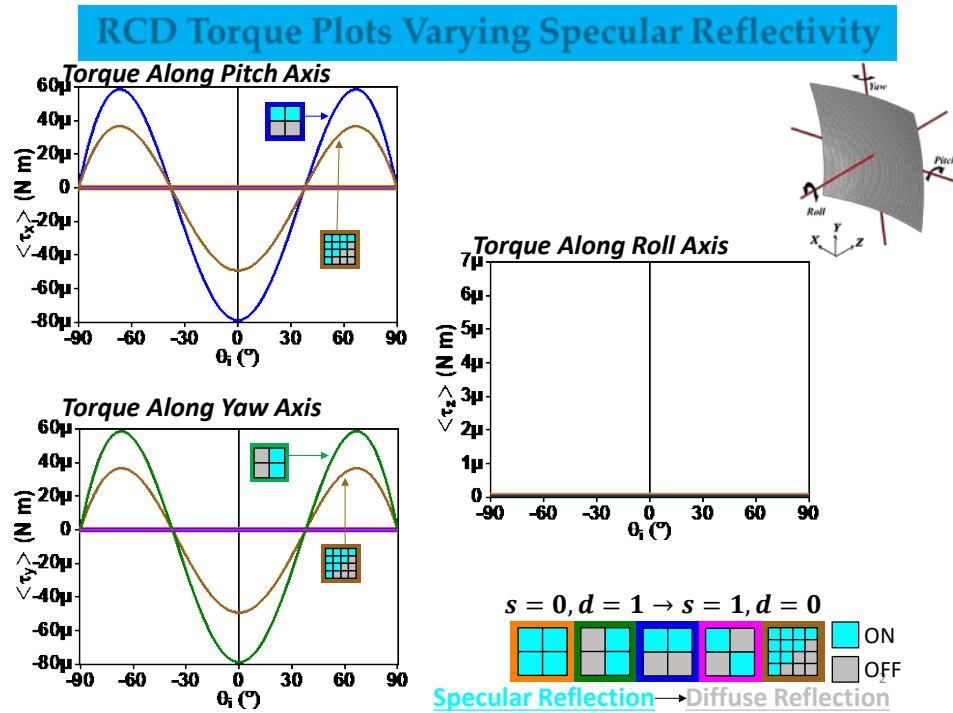 RCD Torque Plots Varying Specular Reflectivity
Torque Along Pitch Axis
60µ
40µ
20µ
0
-20µ
-40µ
-60µ
-80µ
<τx> (N m)
-90 -60 -30 0 30 60 90
θi (°)
Yaw
Pitch
Roll
X
Y
Z
Torque Along Roll Axis
7µ
6µ
5µ
4µ
3µ
2µ
1µ
0
<τz> (N m)
-90 -60 -30 0 30 60 90
θi (°)
Torque Along Yaw Axis
60µ
40µ
20µ
0
-20µ
-40µ
-60µ
-80µ
<τy> (N m)
-90 -60 -30 0 30 60 90
θi (°)
s = 0, d = 1 → s = 1, d = 0
ON
OFF
2
Specular Reflection → Diffuse Reflection